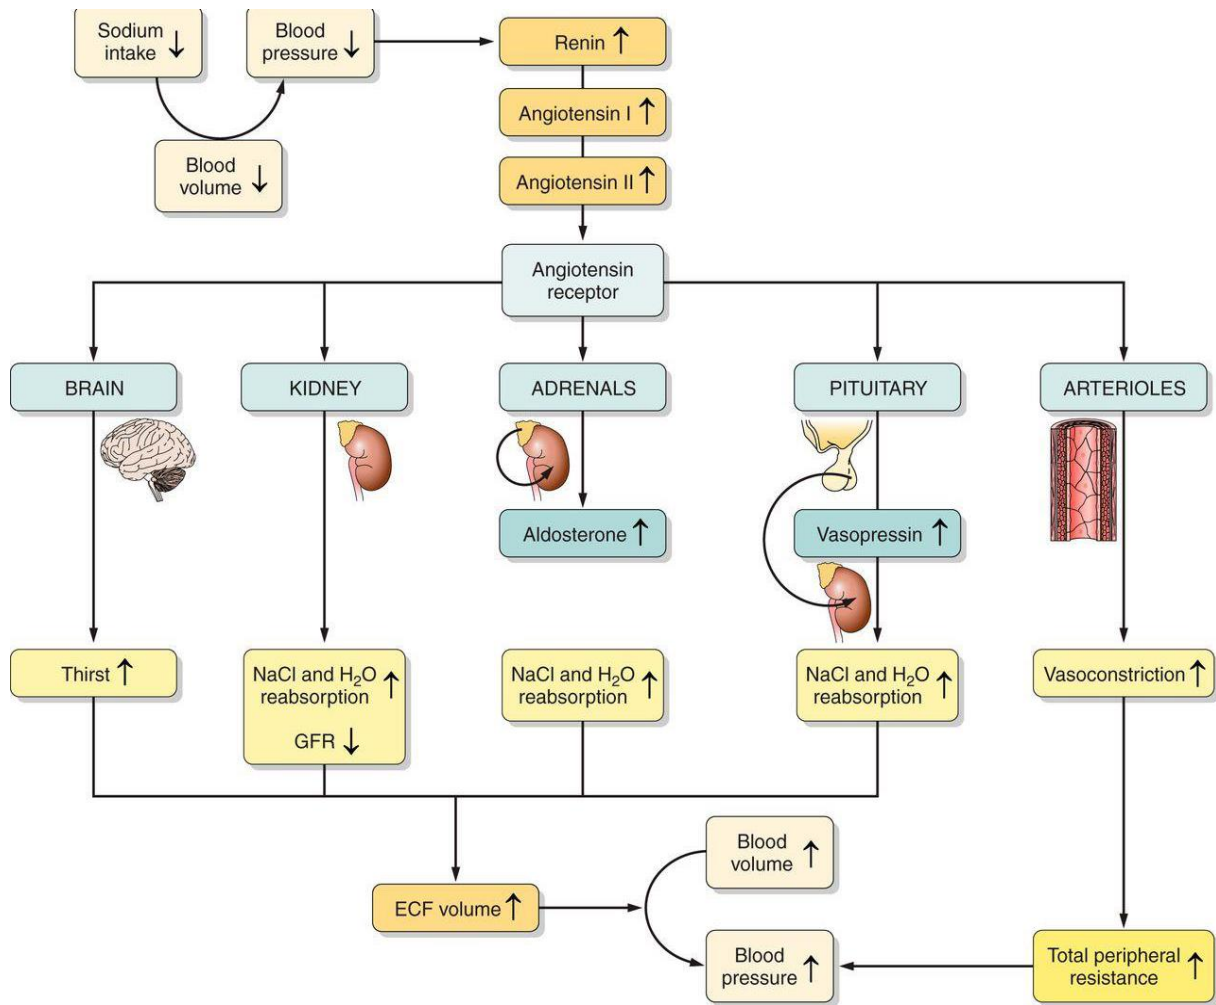 Sodium
intake ↓
Blood
pressure ↓
Renin ↑
Angiotensin I ↑
Blood
volume ↓
Angiotensin II ↑
Angiotensin
receptor
BRAIN
KIDNEY
ADRENALS
PITUITARY
ARTERIOLES
Aldosterone ↑
Vasopressin ↑
Thirst ↑
NaCl and H₂O
reabsorption ↑
GFR ↓
NaCl and H₂O
reabsorption ↑
NaCl and H₂O
reabsorption ↑
Vasoconstriction ↑
Blood
volume ↑
ECF volume ↑
Blood
pressure ↑
Total peripheral
resistance ↑